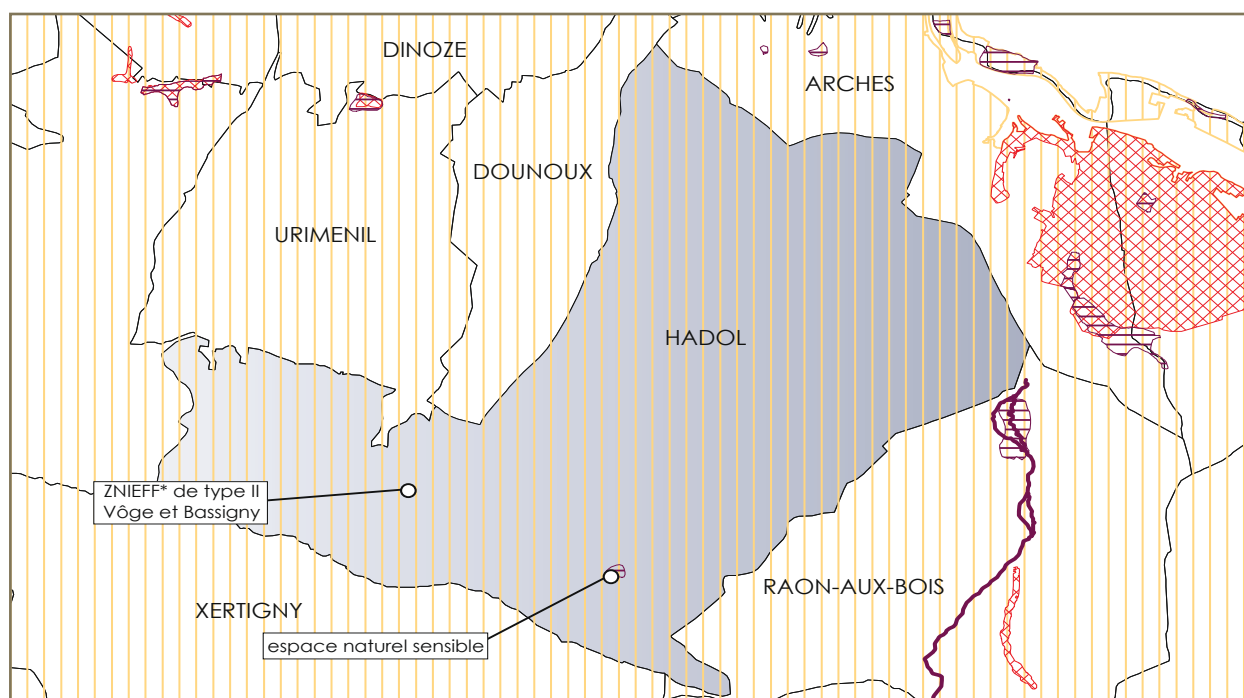 DINOZE
ARCHES
DOUNOUX
URIMENIL
HADOL
ZNIEFF* de type II
Vôge et Bassigny
RAON-AUX-BOIS
XERTIGNY
espace naturel sensible